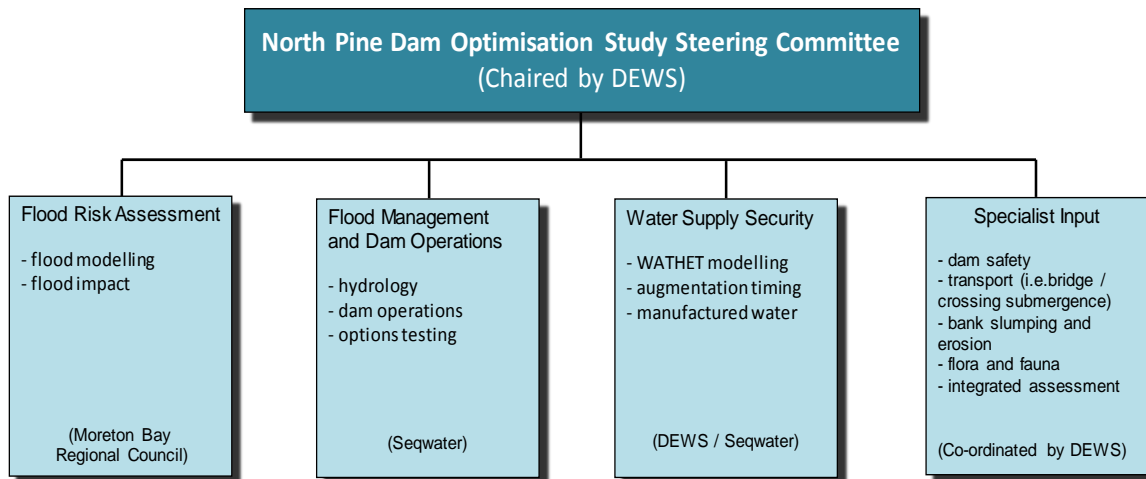 North Pine Dam Optimisation Study Steering Committee
(Chaired by DEWS)
Flood Risk Assessment
- flood modelling
- flood impact
(Moreton Bay
Regional Council)
Flood Management
and Dam Operations
- hydrology
- dam operations
- options testing
(Seqwater)
Water Supply Security
- WATHET modelling
- augmentation timing
- manufactured water
(DEWS / Seqwater)
Specialist Input
- dam safety
- transport (i.e.bridge /
crossing submergence)
- bank slumping and
erosion
- flora and fauna
- integrated assessment
(Co-ordinated by DEWS)